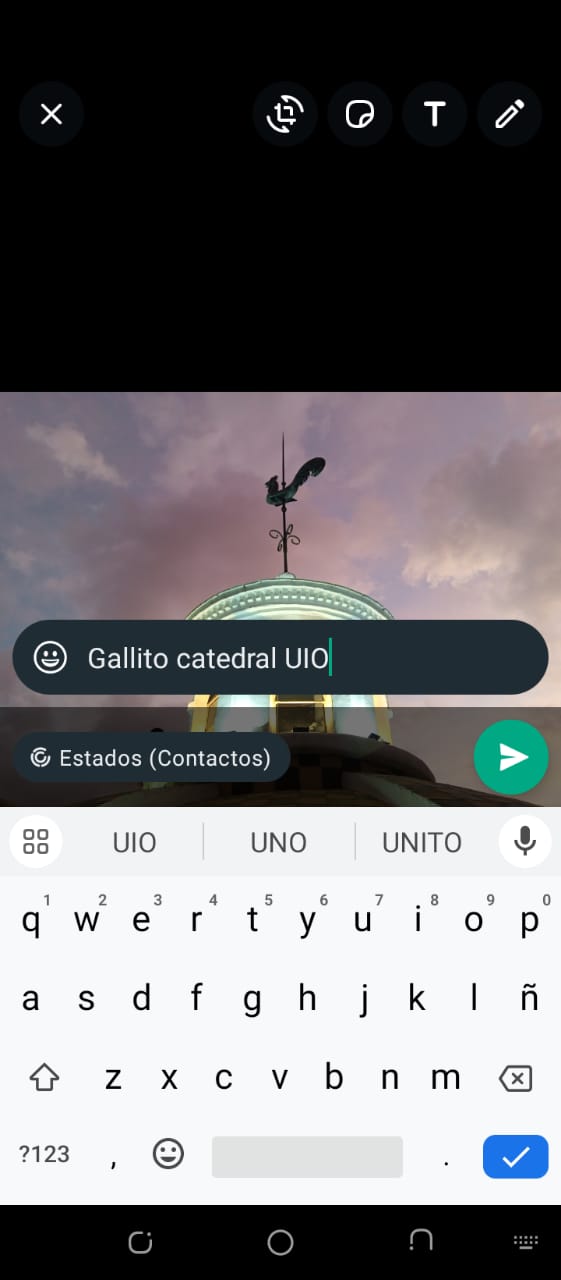 T
Gallito catedral UIO
Estados (Contactos)
UIO UNO UNITO
1 2 3 4 5 6 7 8 9 0
q w e r t y u i o p
a s d f g h j k l ñ
z x c v b n m
?123 , .